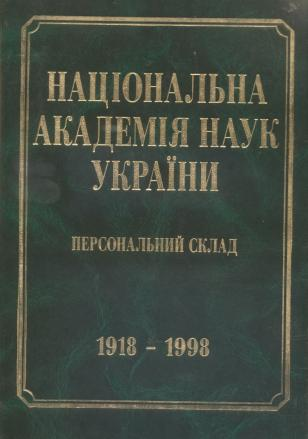 НАЦІОНАЛЬНА
АКАДЕМІЯ НАУК
УКРАЇНИ
ПЕРСОНАЛЬНИЙ СКЛАД
1918 - 1998